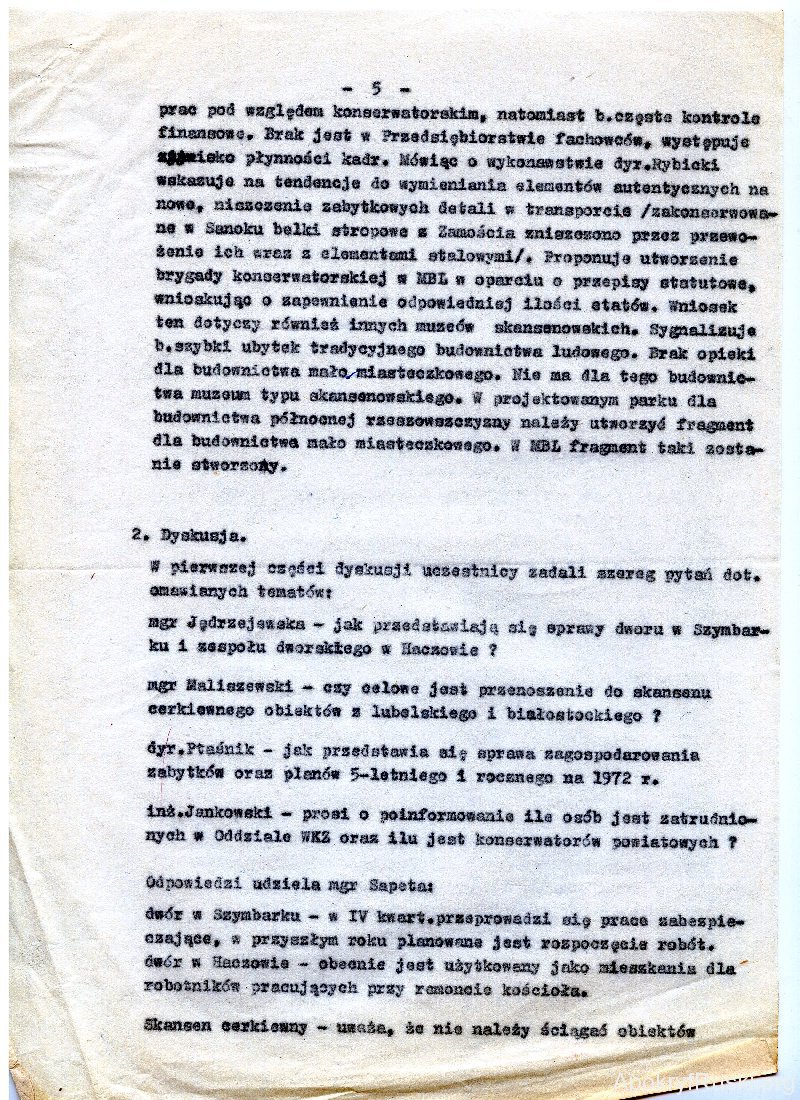 - 5 -
prac pod względem konserwatorskim, natomiast b.częste kontrole
finansowe. Brak jest w Przedsiębiorstwie fachowców, występuje
zjawisko płynności kadr. Mówiąc o wykonawstwie dyr.Rybicki
wskazuje na tendencje do wymieniania elementów autentycznych na
nowe, niszczenie zabytkowych detali w transporcie /zakonserwowa-
ne w Sanoku belki stropowe z Zamościa zniszczono przez przewo-
żenie ich wraz z elementami stalowymi/. Proponuje utworzenie
brygady konserwatorskiej w MBL w oparciu o przepisy statutowe,
wnioskując o zapewnienie odpowiedniej ilości etatów. Wniosek
ten dotyczy również innych muzeów skansenowskich. Sygnalizuje
b.szybki ubytek tradycyjnego budownictwa ludowego. Brak opieki
dla budownictwa mało miasteczkowego. Nie ma dla tego budownic-
twa muzeum typu skansenowskiego. W projektowanym parku dla
budownictwa północnej rzeszowszczyzny należy utworzyć fragment
dla budownictwa mało miasteczkowego. W MBL fragment taki zosta-
nie stworzony.
2. Dyskusja.
W pierwszej części dyskusji uczestnicy zadali szereg pytań dot.
omawianych tematów:
mgr Jędrzejewska - jak przedstawiają się sprawy dworu w Szymbar-
ku i zespołu dworskiego w Haczowie ?
mgr Maliszewski - czy celowe jest przenoszenie do skansenu
cerkiewnego obiektów z lubelskiego i białostockiego ?
dyr.Ptaśnik - jak przedstawia się sprawa zagospodarowania
zabytków oraz planów 5-letniego i rocznego na 1972 r.
inż.Jankowski - prosi o poinformowanie ile osób jest zatrudnio-
nych w Oddziale WKZ oraz ilu jest konserwatorów powiatowych ?
Odpowiedzi udziela mgr Sapeta:
dwór w Szymbarku - w IV kwart.przeprowadzi się prace zabezpie-
czające, w przyszłym roku planowane jest rozpoczęcie robót.
dwór w Haczowie - obecnie jest użytkowany jako mieszkania dla
robotników pracujących przy remoncie kościoła.
Skansen cerkiewny - uważa, że nie należy ściągać obiektów